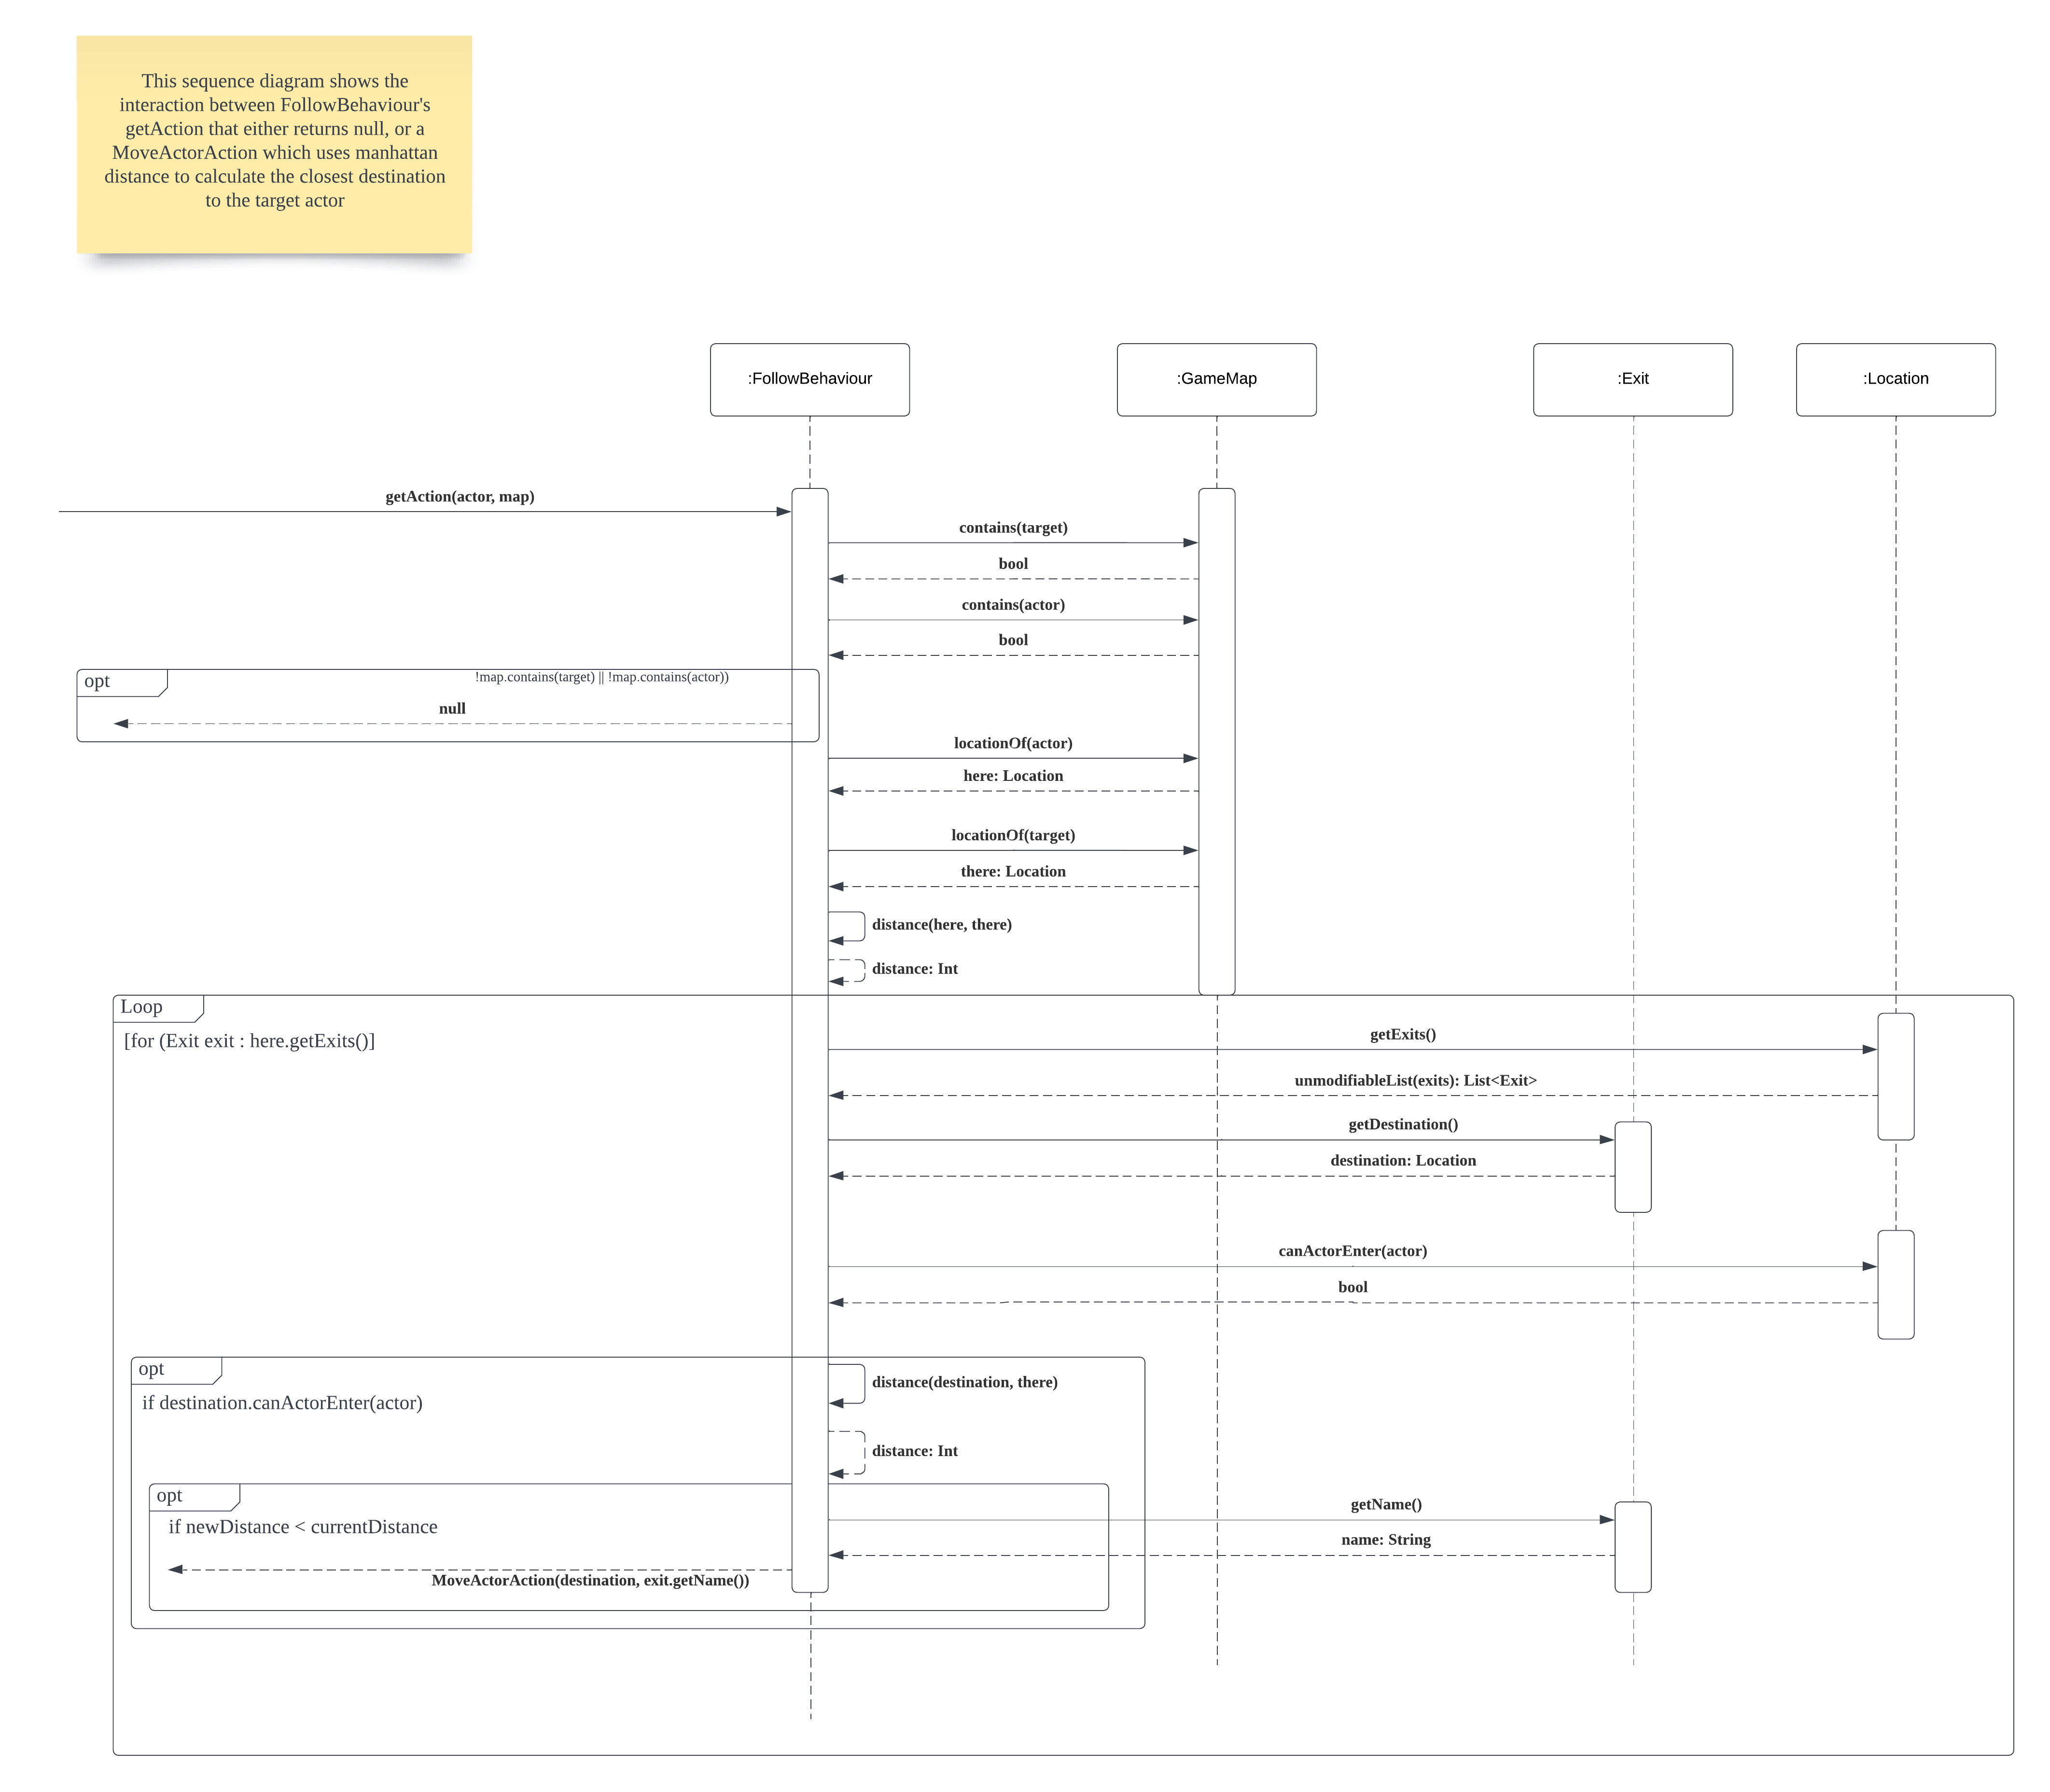 This sequence diagram shows the
interaction between FollowBehaviour's
getAction that either returns null, or a
MoveActorAction which uses manhattan
distance to calculate the closest destination
to the target actor
:FollowBehaviour
:GameMap
:Exit
:Location
getAction(actor, map)
contains(target)
bool
contains(actor)
bool
opt
!map.contains(target) || !map.contains(actor))
null
locationOf(actor)
here: Location
locationOf(target)
there: Location
distance(here, there)
distance: Int
Loop
[for (Exit exit : here.getExits()]
getExits()
unmodifiableList(exits): List<Exit>
getDestination()
destination: Location
canActorEnter(actor)
bool
opt
if destination.canActorEnter(actor)
distance(destination, there)
distance: Int
opt
if newDistance < currentDistance
getName()
name: String
MoveActorAction(destination, exit.getName())